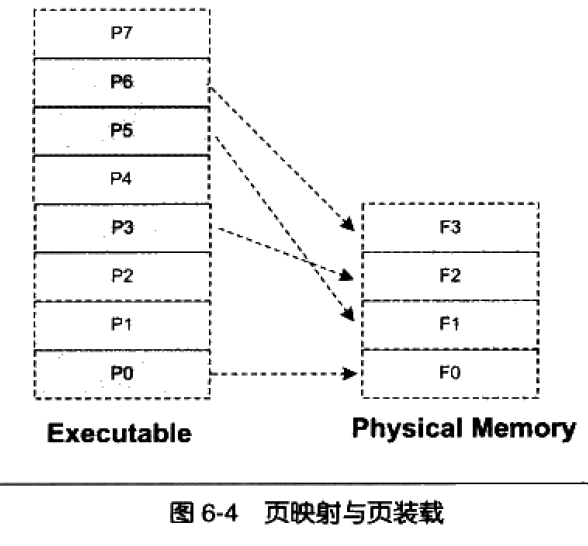 P7
P6
P5
P4
P3
P2
P1
P0
F3
F2
F1
F0
Executable
Physical Memory
图 6-4 页映射与页装载